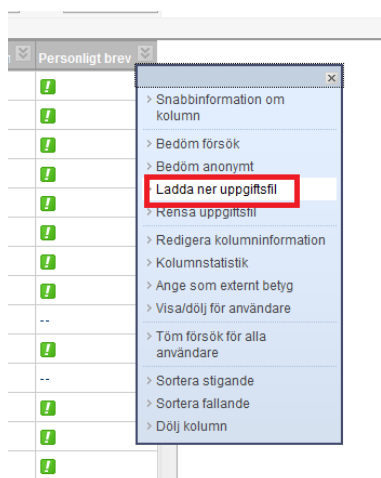 Personligt brev
Snabbinformation om
kolumn
Bedöm försök
Bedöm anonymt
Ladda ner uppgiftsfil
Rensa uppgiftsfil
Redigera kolumninformation
Kolumnstatistik
Ange som externt betyg
Visa/dölj för användare
--
Töm försök för alla
användare
--
Sortera stigande
Sortera fallande
Dölj kolumn